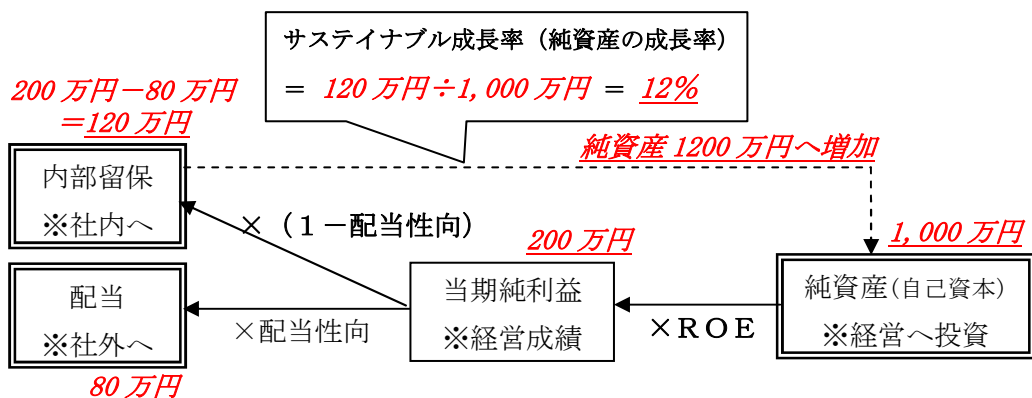 サステイナブル成長率（純資産の成長率）
＝ 120万円÷1,000万円 ＝ 12%
200万円－80万円
＝120万円
純資産1200万円へ増加
内部留保
※社内へ
×（１－配当性向）
200万円
1,000万円
配当
※社外へ
×配当性向
当期純利益
※経営成績
×ＲＯＥ
純資産(自己資本)
※経営へ投資
80万円